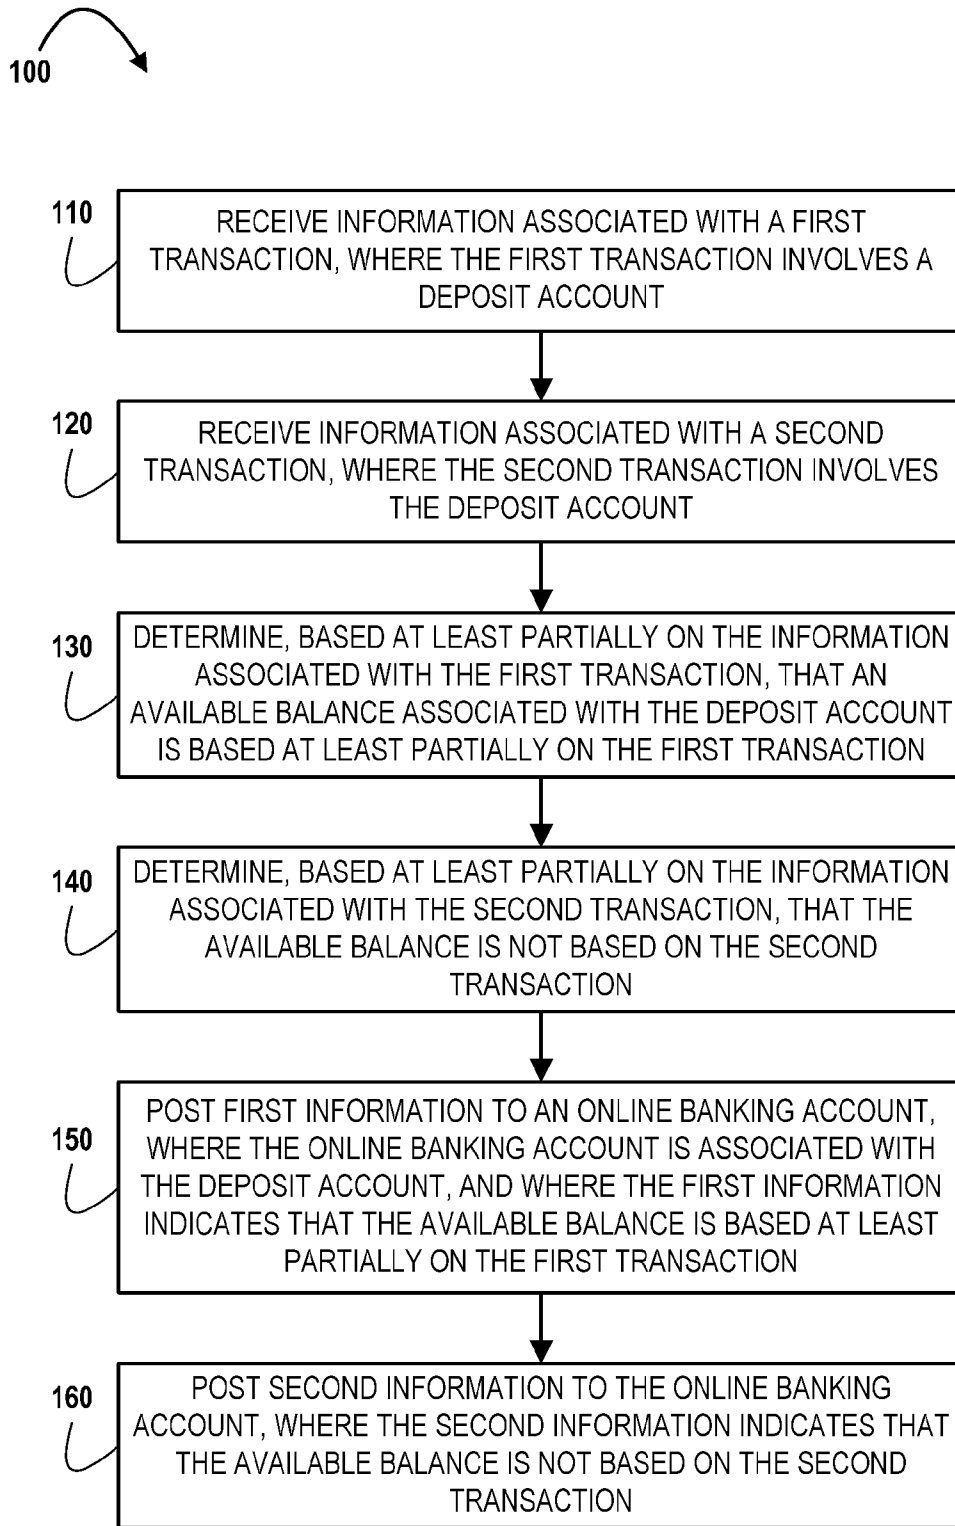 100
110
RECEIVE INFORMATION ASSOCIATED WITH A FIRST
TRANSACTION, WHERE THE FIRST TRANSACTION INVOLVES A
DEPOSIT ACCOUNT
120
RECEIVE INFORMATION ASSOCIATED WITH A SECOND
TRANSACTION, WHERE THE SECOND TRANSACTION INVOLVES
THE DEPOSIT ACCOUNT
130
DETERMINE, BASED AT LEAST PARTIALLY ON THE INFORMATION
ASSOCIATED WITH THE FIRST TRANSACTION, THAT AN
AVAILABLE BALANCE ASSOCIATED WITH THE DEPOSIT ACCOUNT
IS BASED AT LEAST PARTIALLY ON THE FIRST TRANSACTION
140
DETERMINE, BASED AT LEAST PARTIALLY ON THE INFORMATION
ASSOCIATED WITH THE SECOND TRANSACTION, THAT THE
AVAILABLE BALANCE IS NOT BASED ON THE SECOND
TRANSACTION
150
POST FIRST INFORMATION TO AN ONLINE BANKING ACCOUNT,
WHERE THE ONLINE BANKING ACCOUNT IS ASSOCIATED WITH
THE DEPOSIT ACCOUNT, AND WHERE THE FIRST INFORMATION
INDICATES THAT THE AVAILABLE BALANCE IS BASED AT LEAST
PARTIALLY ON THE FIRST TRANSACTION
160
POST SECOND INFORMATION TO THE ONLINE BANKING
ACCOUNT, WHERE THE SECOND INFORMATION INDICATES THAT
THE AVAILABLE BALANCE IS NOT BASED ON THE SECOND
TRANSACTION